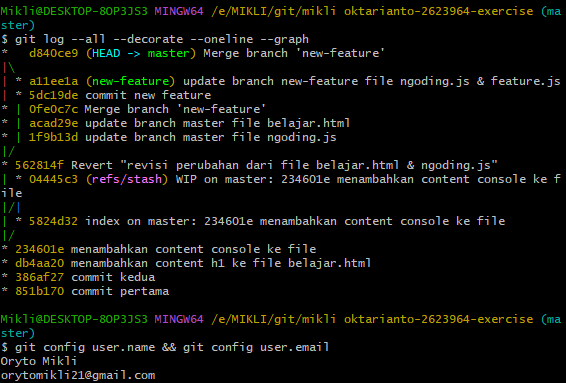 Mikli@DESKTOP-8OP3JS3 MINGW64 /e/MIKLI/git/mikli oktarianto-2623964-exercise (ma
ster)
$ git log --all --decorate --oneline --graph
*   d840ce9 (HEAD -> master) Merge branch 'new-feature'
|\
| * a11ee1a (new-feature) update branch new-feature file ngoding.js & feature.js
| * 5dc19de commit new feature
* | 0fe0c7c Merge branch 'new-feature'
* | acad29e update branch master file belajar.html
* | 1f9b13d update branch master file ngoding.js
|/
* 562814f Revert "revisi perubahan dari file belajar.html & ngoding.js"
| * 04445c3 (refs/stash) WIP on master: 234601e menambahkan content console ke f
ile
|/|
| * 5824d32 index on master: 234601e menambahkan content console ke file
|/
* 234601e menambahkan content console ke file
* db4aa20 menambahkan content h1 ke file belajar.html
* 386af27 commit kedua
* 851b170 commit pertama
Mikli@DESKTOP-8OP3JS3 MINGW64 /e/MIKLI/git/mikli oktarianto-2623964-exercise (ma
ster)
$ git config user.name && git config user.email
Oryto Mikli
orytomikli21@gmail.com